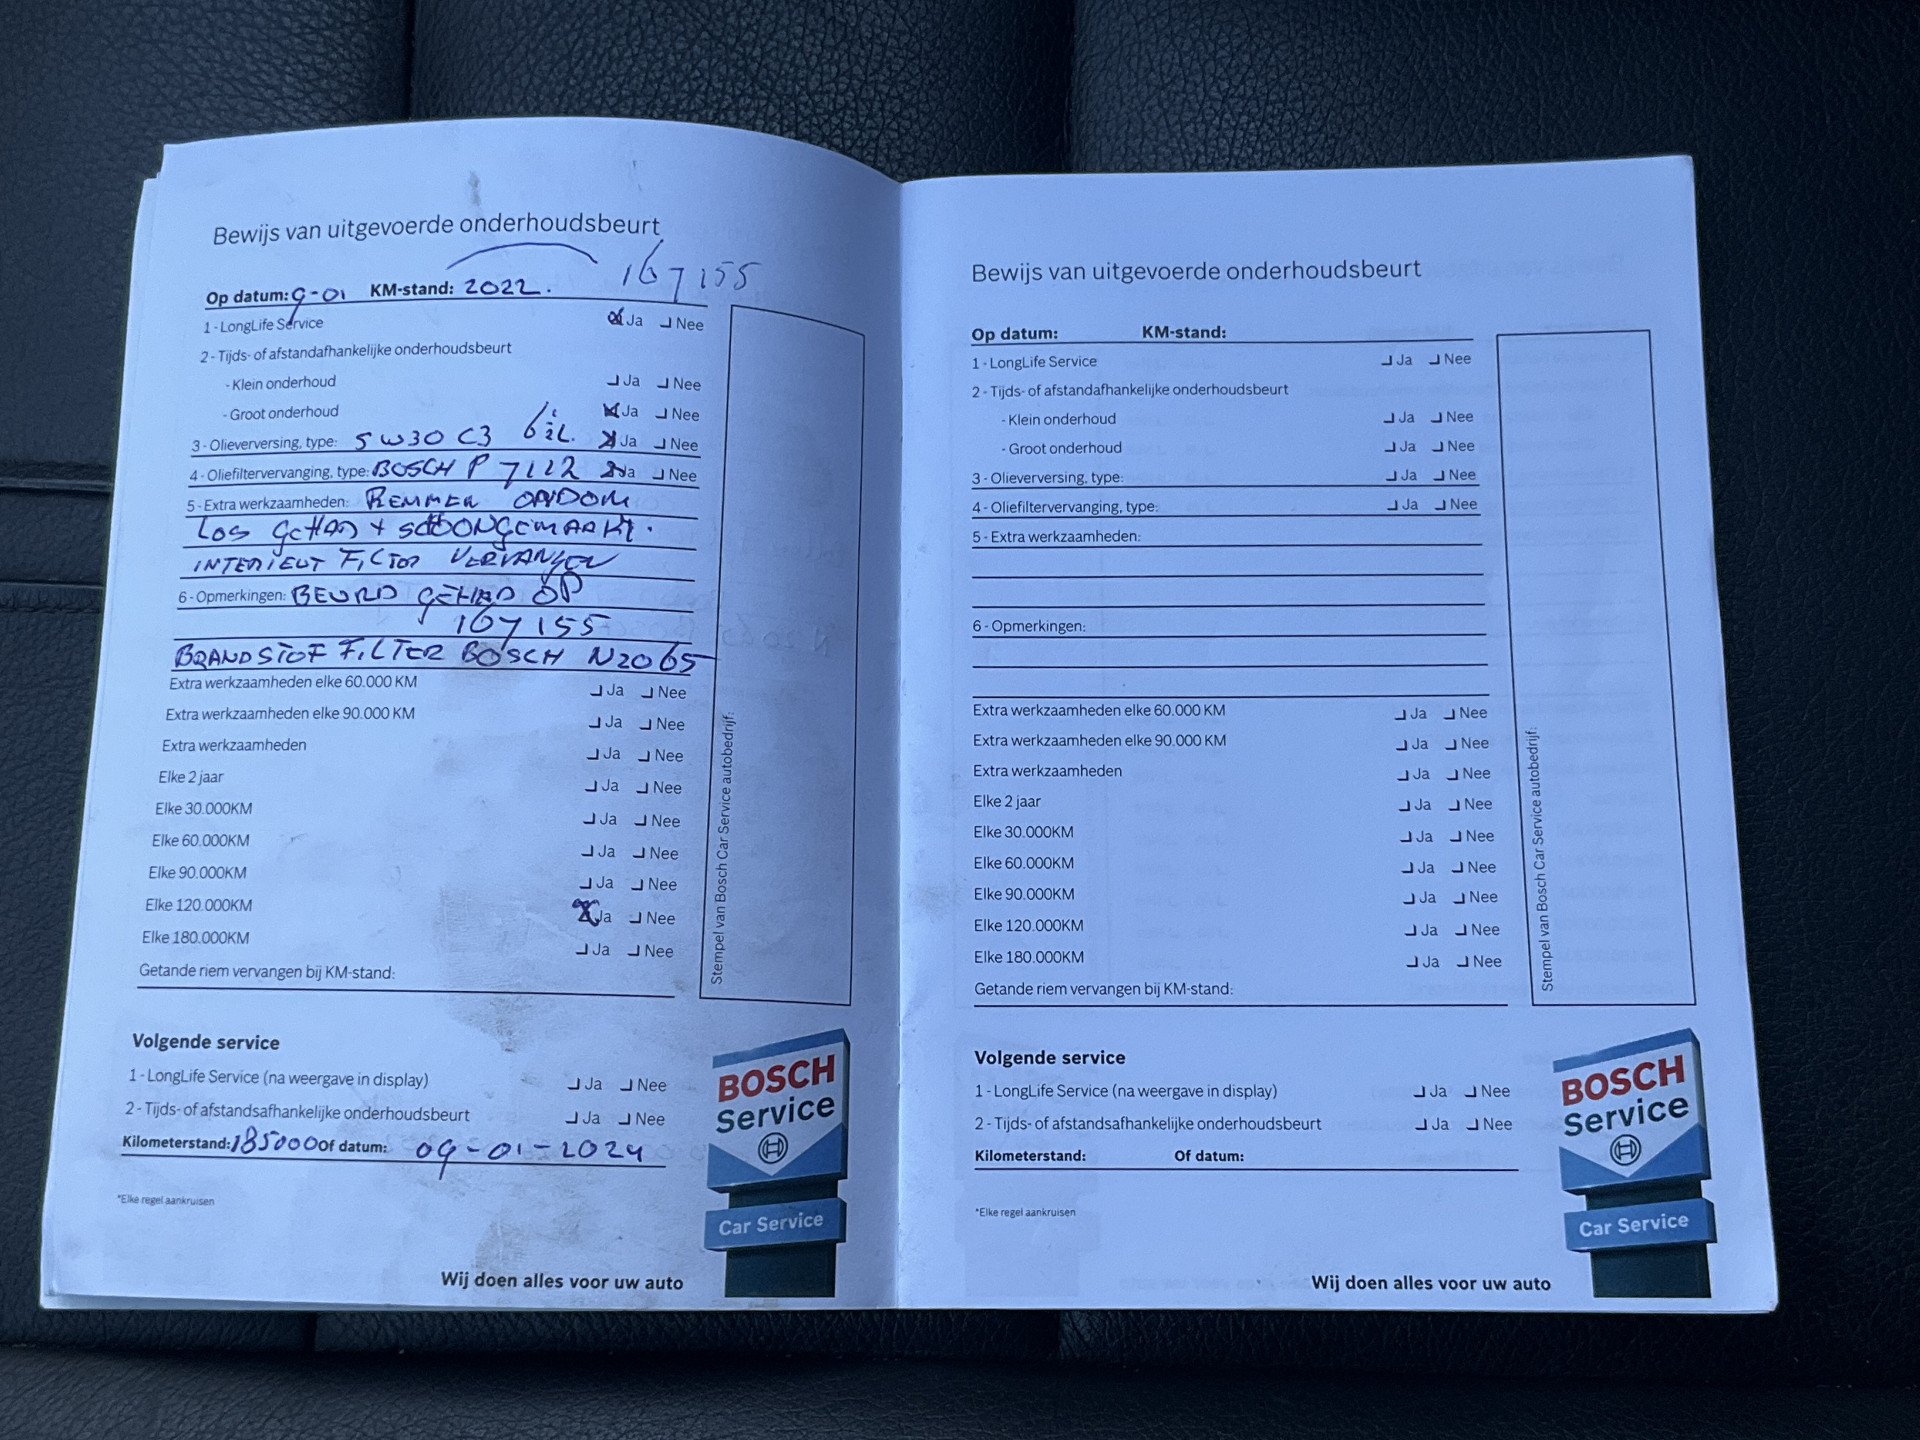 Bewijs van uitgevoerde onderhoudsbeurt
167155
Op datum: 9-01 KM-stand: 2022.
1 - LongLife Service Ja Nee
2 - Tijds- of afstandafhankelijke onderhoudsbeurt
- Klein onderhoud Ja Nee
- Groot onderhoud Ja Nee
3 - Olieverversing, type: 5W30 C3 Ja Nee
4 - Oliefiltervervanging, type: BOSCH P 7112 Ja Nee
5 - Extra werkzaamheden: REMMEN
LOS GEHAD + SCHOONGEMAAKT.
FILTER VERVANGEN
6 - Opmerkingen: BEURD GEHAD OP
167155
BRANDSTOF FILTER BOSCH N2065
Extra werkzaamheden elke 60.000 KM Ja Nee
Extra werkzaamheden elke 90.000 KM Ja Nee
Extra werkzaamheden Ja Nee
Elke 2 jaar Ja Nee
Elke 30.000KM Ja Nee
Elke 60.000KM Ja Nee
Elke 90.000KM Ja Nee
Elke 120.000KM Ja Nee
Elke 180.000KM Ja Nee
Getande riem vervangen bij KM-stand:
Stempel van Bosch Car Service autobedrijf:
Volgende service
1 - LongLife Service (na weergave in display) Ja Nee
2 - Tijds- of afstandsafhankelijke onderhoudsbeurt Ja Nee
Kilometerstand: 185000 Of datum: 09-01-2024
*Elke regel aankruisen
BOSCH
Service
Car Service
Wij doen alles voor uw auto
Bewijs van uitgevoerde onderhoudsbeurt
Op datum: KM-stand:
1 - LongLife Service Ja Nee
2 - Tijds- of afstandafhankelijke onderhoudsbeurt
- Klein onderhoud Ja Nee
- Groot onderhoud Ja Nee
3 - Olieverversing, type: Ja Nee
4 - Oliefiltervervanging, type: Ja Nee
5 - Extra werkzaamheden:
6 - Opmerkingen:
Extra werkzaamheden elke 60.000 KM Ja Nee
Extra werkzaamheden elke 90.000 KM Ja Nee
Extra werkzaamheden Ja Nee
Elke 2 jaar Ja Nee
Elke 30.000KM Ja Nee
Elke 60.000KM Ja Nee
Elke 90.000KM Ja Nee
Elke 120.000KM Ja Nee
Elke 180.000KM Ja Nee
Getande riem vervangen bij KM-stand:
Stempel van Bosch Car Service autobedrijf:
Volgende service
1 - LongLife Service (na weergave in display) Ja Nee
2 - Tijds- of afstandsafhankelijke onderhoudsbeurt Ja Nee
Kilometerstand: Of datum:
*Elke regel aankruisen
BOSCH
Service
Car Service
Wij doen alles voor uw auto